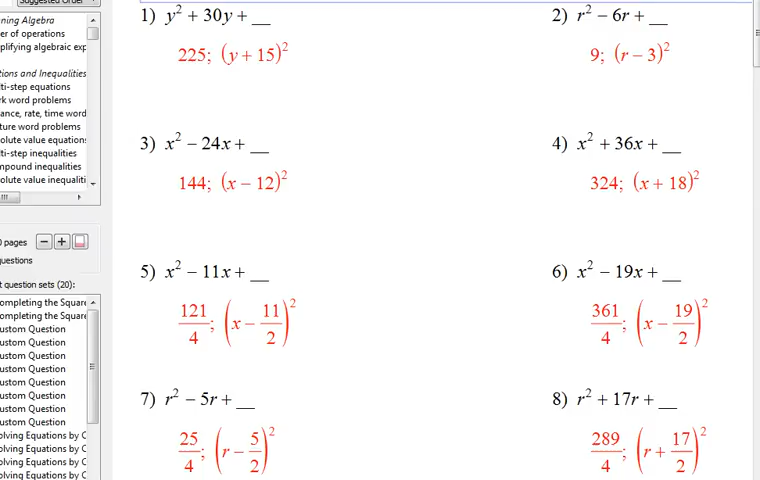 Suggested Order
nning Algebra
er of operations
plifying algebraic exp
tions and Inequalities
lti-step equations
rk word problems
ance, rate, time word
ture word problems
olute value equations
lti-step inequalities
mpound inequalities
olute value inequaliti
0 pages
uestions
t question sets (20):
ompleting the Square
ompleting the Square
ustom Question
ustom Question
ustom Question
ustom Question
ustom Question
ustom Question
ustom Question
ustom Question
olving Equations by C
olving Equations by C
olving Equations by C
olving Equations by C
1) y² + 30y + __
225; (y + 15)²
2) r² − 6r + __
9; (r − 3)²
3) x² − 24x + __
144; (x − 12)²
4) x² + 36x + __
324; (x + 18)²
5) x² − 11x + __
121/4; (x − 11/2)²
6) x² − 19x + __
361/4; (x − 19/2)²
7) r² − 5r + __
25/4; (r − 5/2)²
8) r² + 17r + __
289/4; (r + 17/2)²